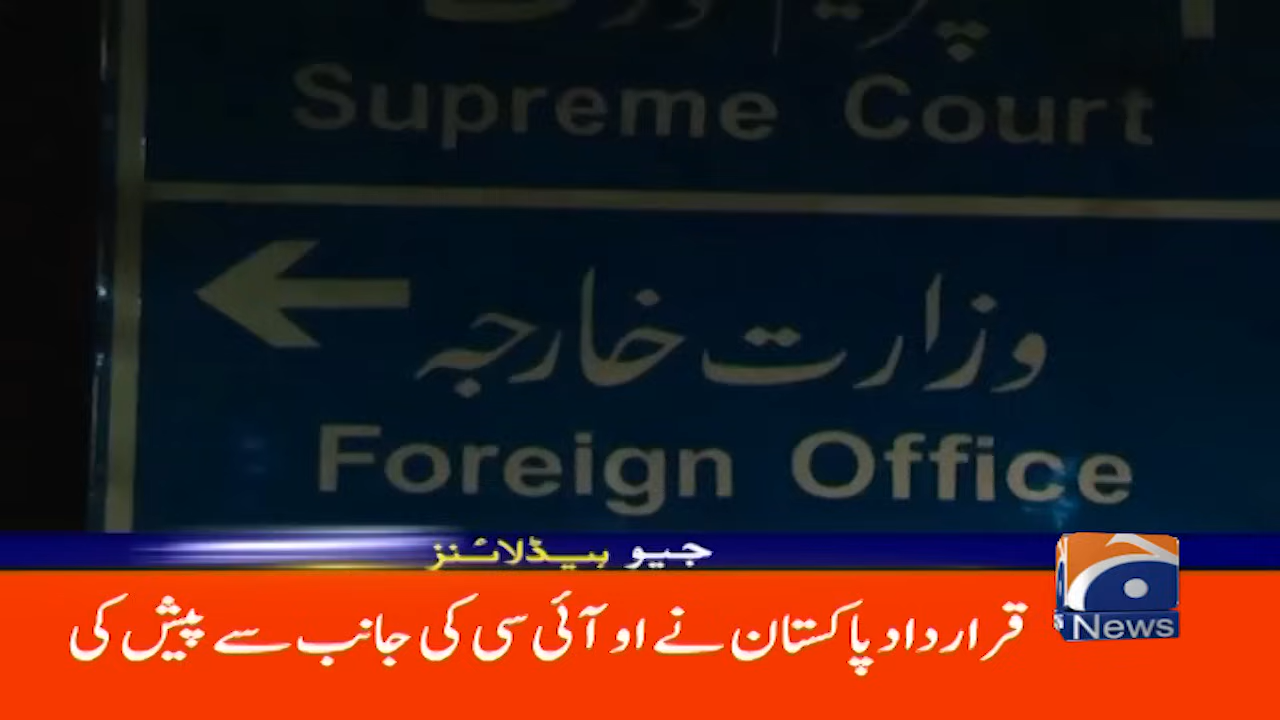 Supreme Court
وزارت خارجہ
Foreign Office
جیو ہیڈلائنز
قرارداد پاکستان نے او آئی سی کی جانب سے پیش کی
News